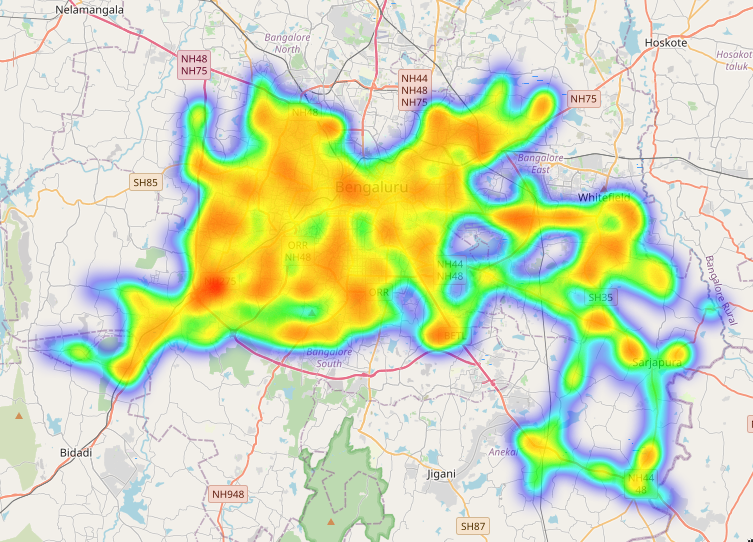 Nelamangala
Bangalore
North
Hoskote
Hosakot
taluk
NH48
NH75
NH44
NH48
NH75
NH75
NH48
Bangalore
East
SH85
Bengaluru
Whitefield
ORR
NH48
NH44
NH48
Bangalore Rural
ORR
SH35
Bangalore
South
Sarjapura
Bidadi
Anekal
Jigani
NH44
48
NH948
SH87